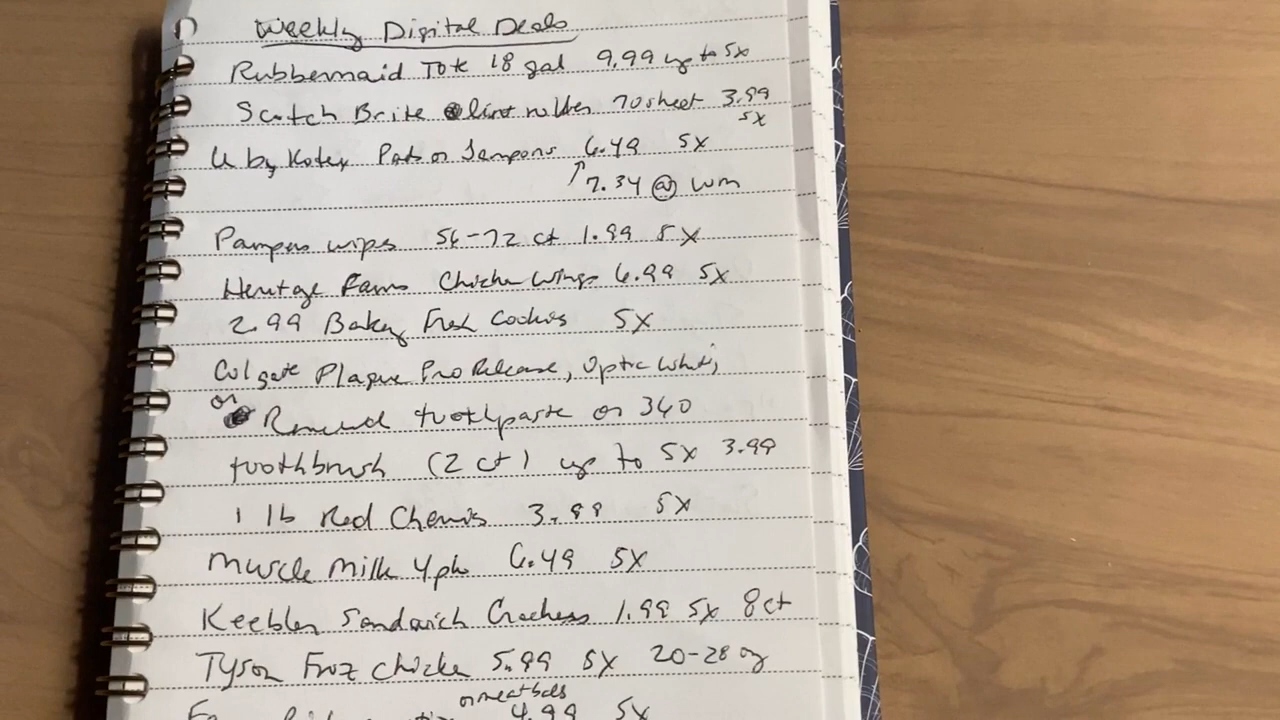 Weekly Digital Deals
Rubbermaid Tote 18 gal 9.99 up to 5x
Scotch Brite lint roller 70 sheet 3.99
5x
U by Kotex Pads or Tampons 6.49 5x
↑ 7.34 @ wm
Pampers wipes 56-72 ct 1.99 5x
Heritage Farms Chicken Wings 6.99 5x
2.99 Bakery Fresh Cookies 5x
Colgate Plaque Pro Release, Optic White,
or
Renewal toothpaste or 360
toothbrush (2 ct) up to 5x 3.99
1 lb Red Cherries 3.99 5x
Muscle Milk 4pk 6.49 5x
Keebler Sandwich Crackers 1.99 5x 8ct
Tyson Froz Chicken 5.99 5x 20-28 oz
or meatballs
4.99 5x